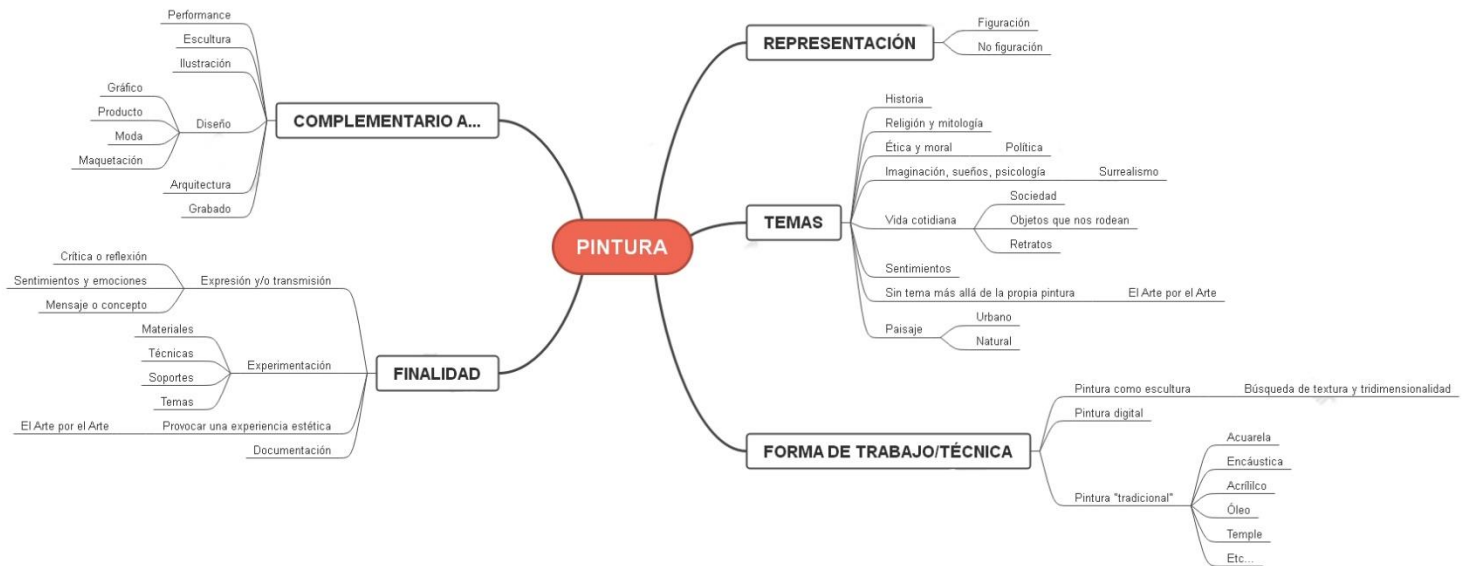 PINTURA
COMPLEMENTARIO A...
Performance
Escultura
Ilustración
Diseño
Gráfico
Producto
Moda
Maquetación
Arquitectura
Grabado
FINALIDAD
Expresión y/o transmisión
Crítica o reflexión
Sentimientos y emociones
Mensaje o concepto
Experimentación
Materiales
Técnicas
Soportes
Temas
Provocar una experiencia estética
El Arte por el Arte
Documentación
REPRESENTACIÓN
Figuración
No figuración
TEMAS
Historia
Religión y mitología
Ética y moral
Política
Imaginación, sueños, psicología
Surrealismo
Vida cotidiana
Sociedad
Objetos que nos rodean
Retratos
Sentimientos
Sin tema más allá de la propia pintura
El Arte por el Arte
Paisaje
Urbano
Natural
FORMA DE TRABAJO/TÉCNICA
Pintura como escultura
Búsqueda de textura y tridimensionalidad
Pintura digital
Pintura "tradicional"
Acuarela
Encáustica
Acrílilco
Óleo
Temple
Etc...